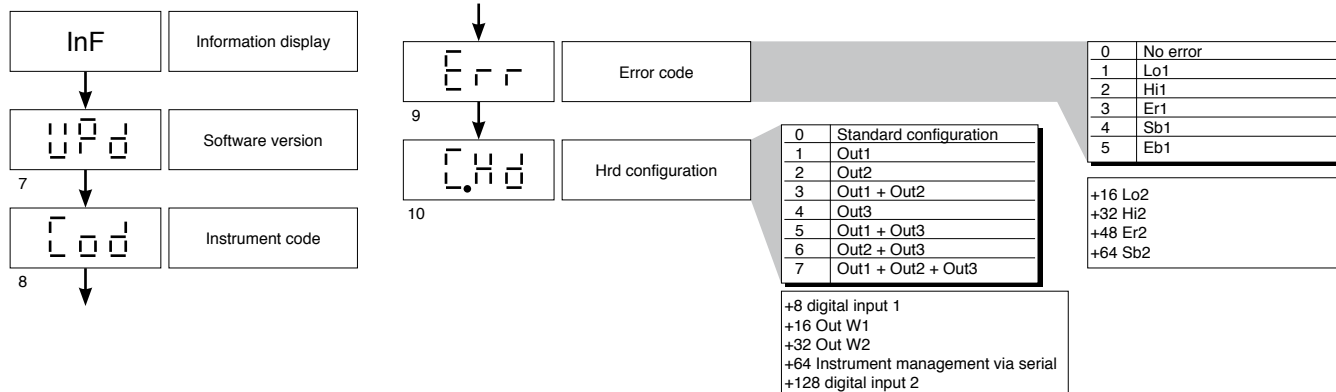 InF
Information display
UPd
Software version
7
Cod
Instrument code
8
Err
Error code
9
C.Hd
Hrd configuration
10
0 No error
1 Lo1
2 Hi1
3 Er1
4 Sb1
5 Eb1
+16 Lo2
+32 Hi2
+48 Er2
+64 Sb2
0 Standard configuration
1 Out1
2 Out2
3 Out1 + Out2
4 Out3
5 Out1 + Out3
6 Out2 + Out3
7 Out1 + Out2 + Out3
+8 digital input 1
+16 Out W1
+32 Out W2
+64 Instrument management via serial
+128 digital input 2